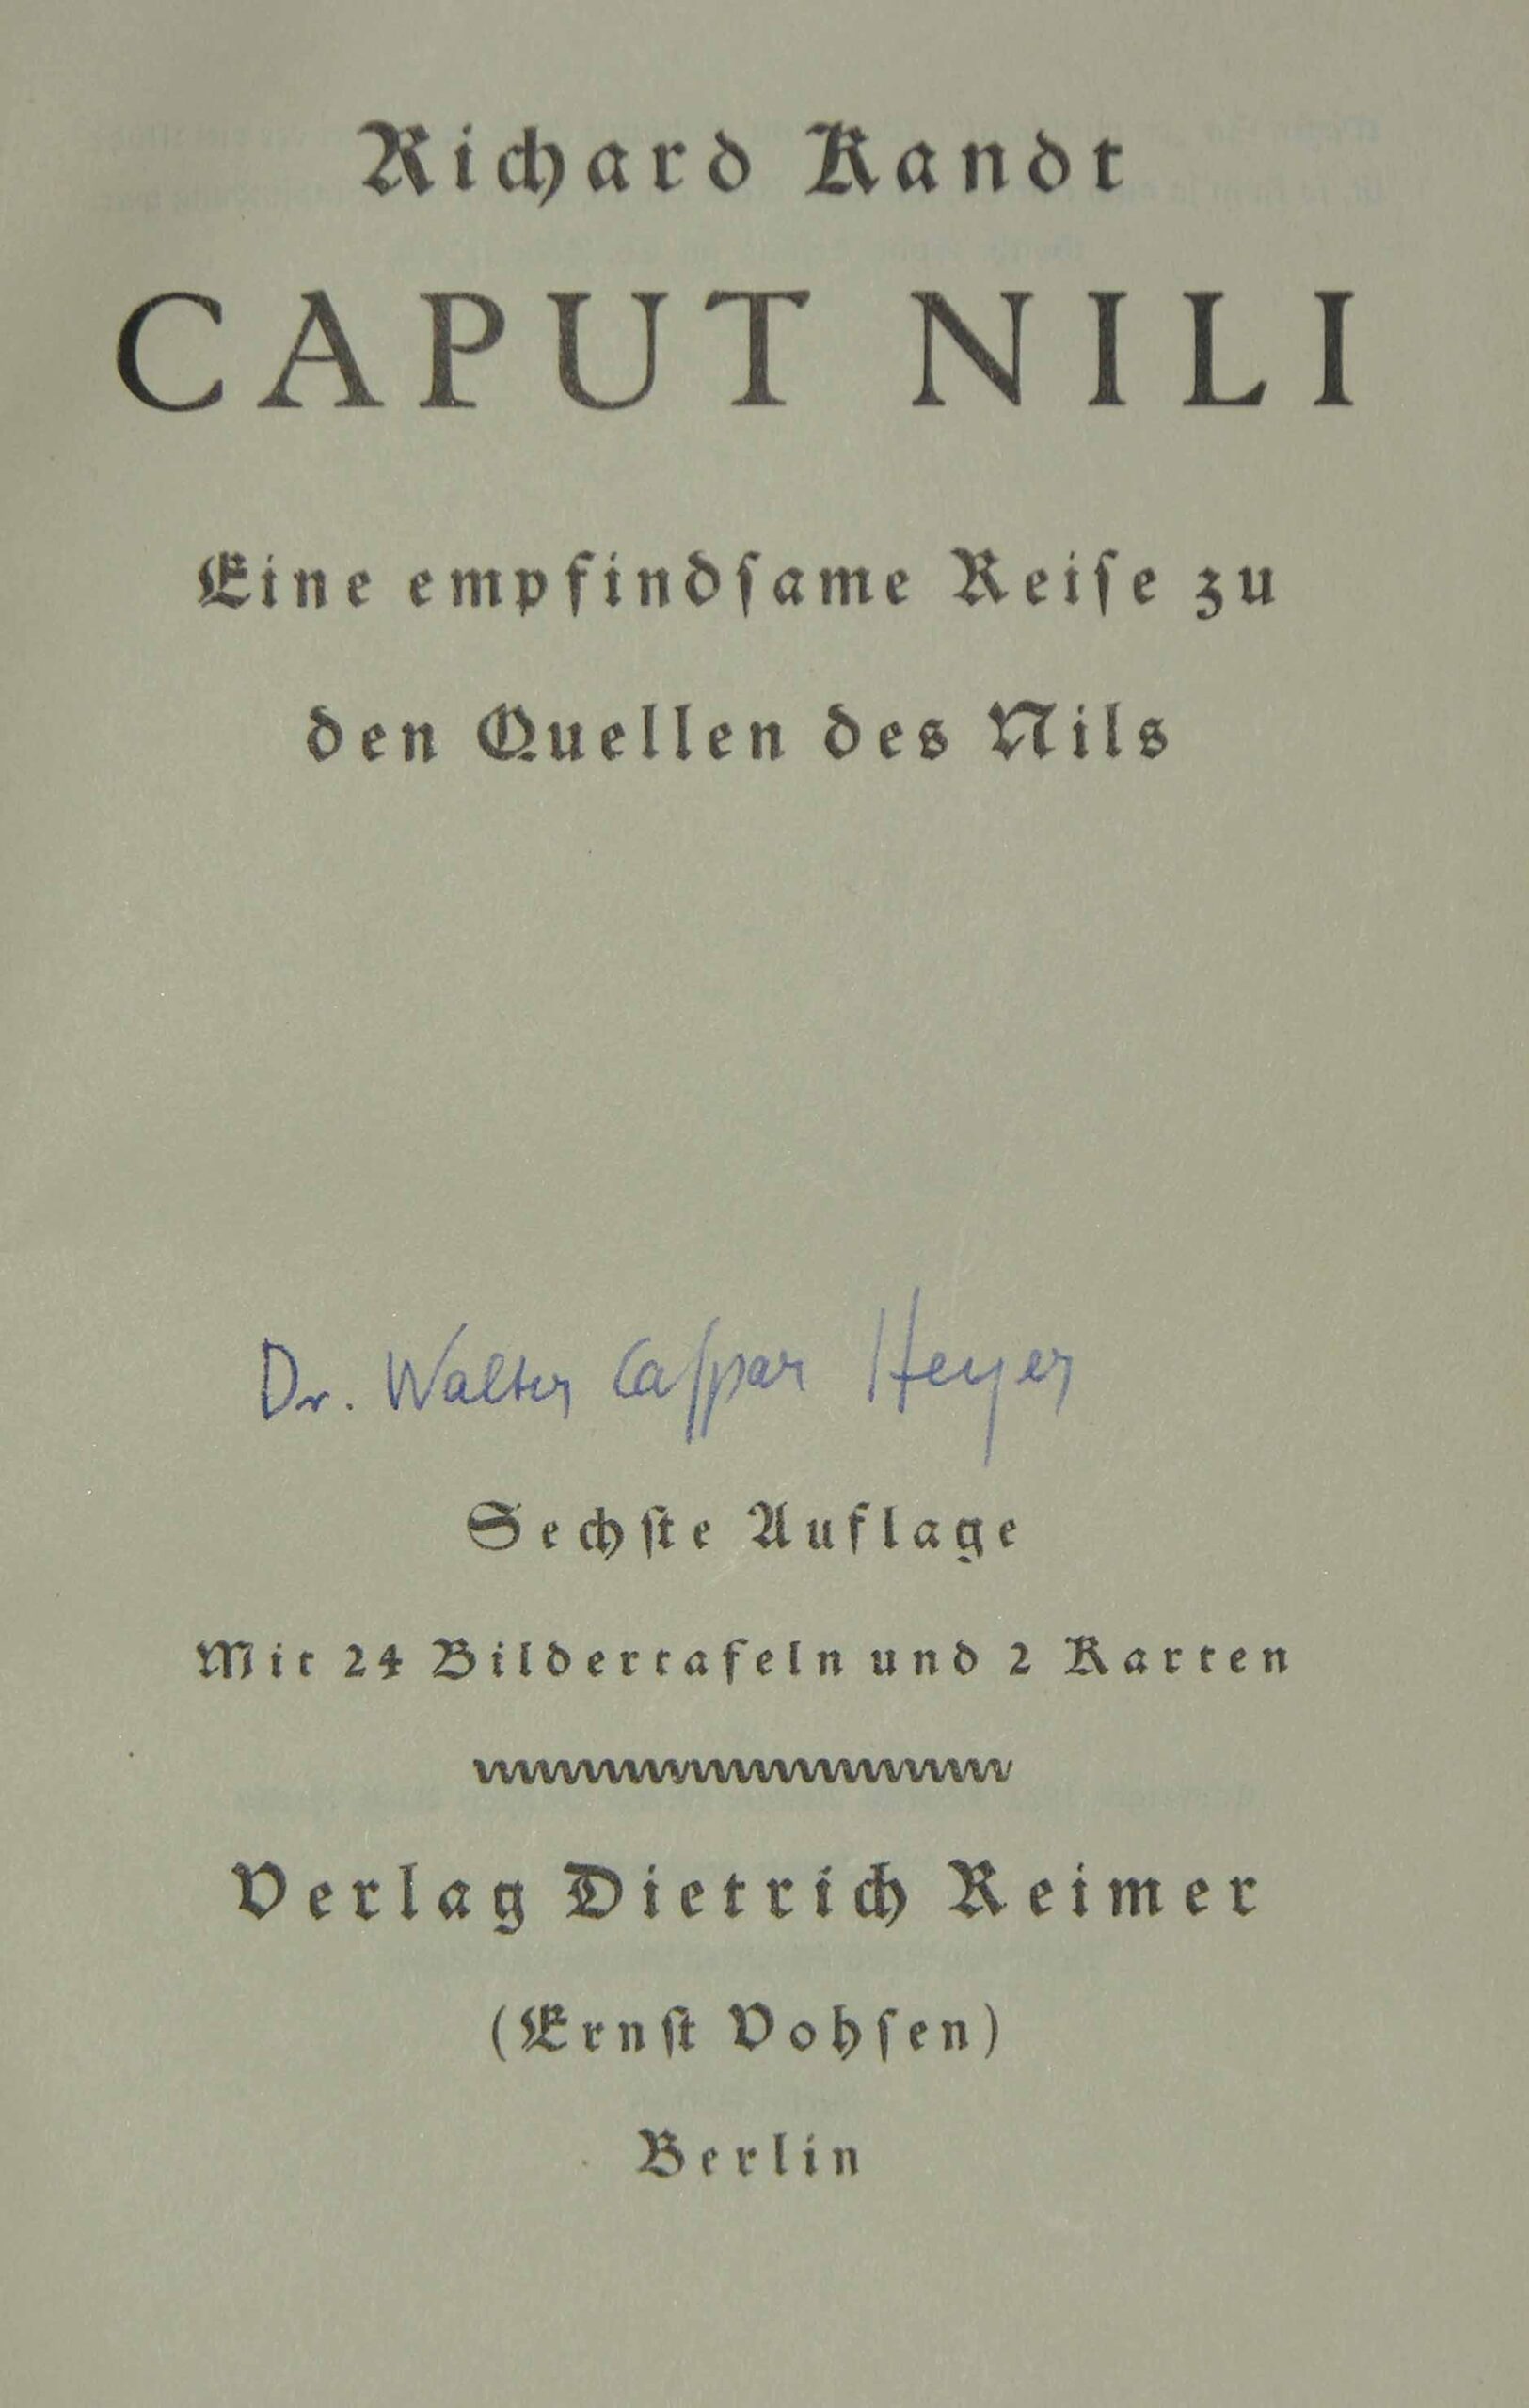 Richard Kandt
CAPUT NILI
Eine empfindſame Reiſe zu
den Quellen des Nils
Dr. Walter Caſpar Heyer
Sechſte Auflage
Mit 24 Bildertafeln und 2 Karten
Verlag Dietrich Reimer
(Ernſt Vohſen)
Berlin